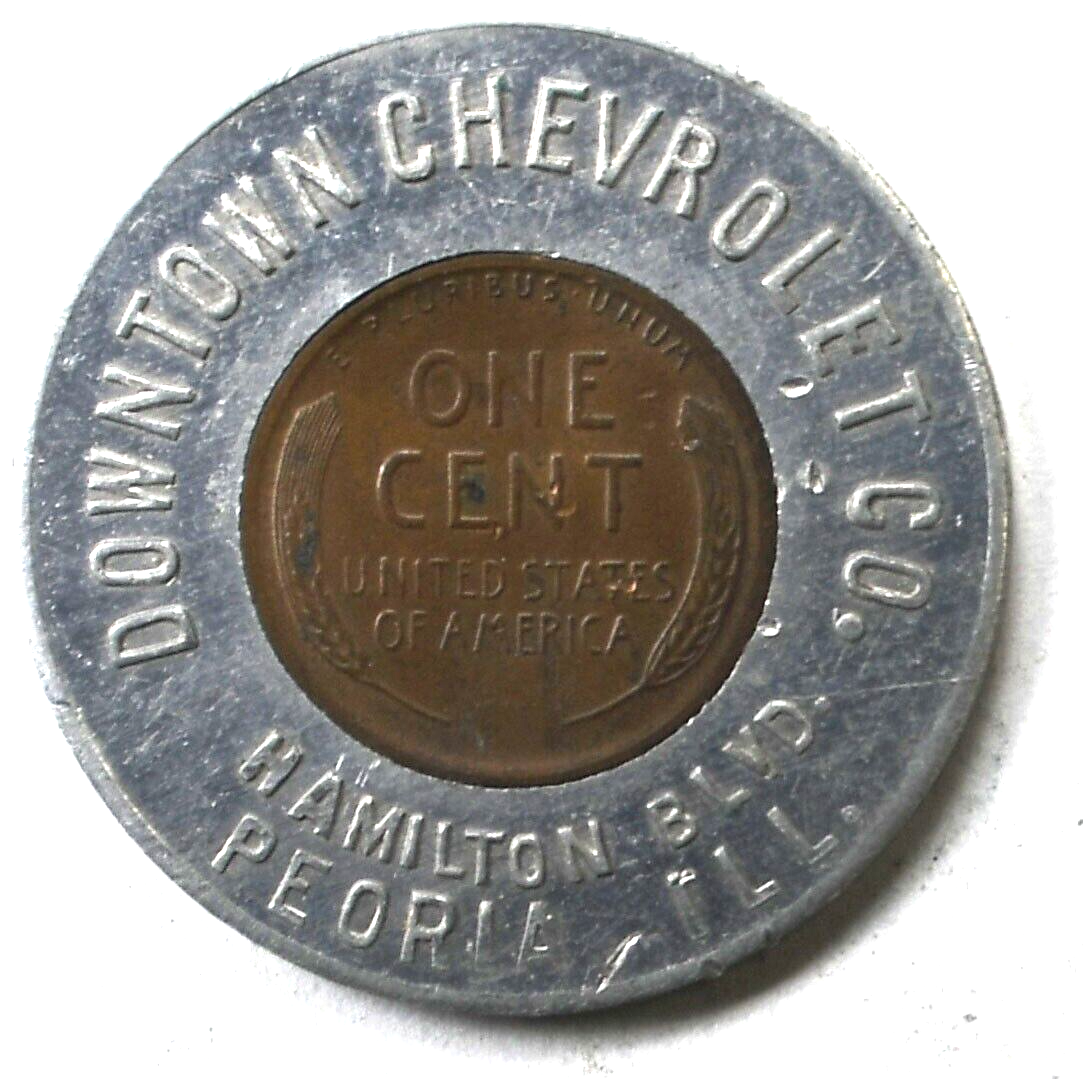 DOWNTOWN CHEVROLET CO.
E PLURIBUS UNUM
ONE
CENT
UNITED STATES
OF AMERICA
HAMILTON BLVD.
PEORIA, ILL.